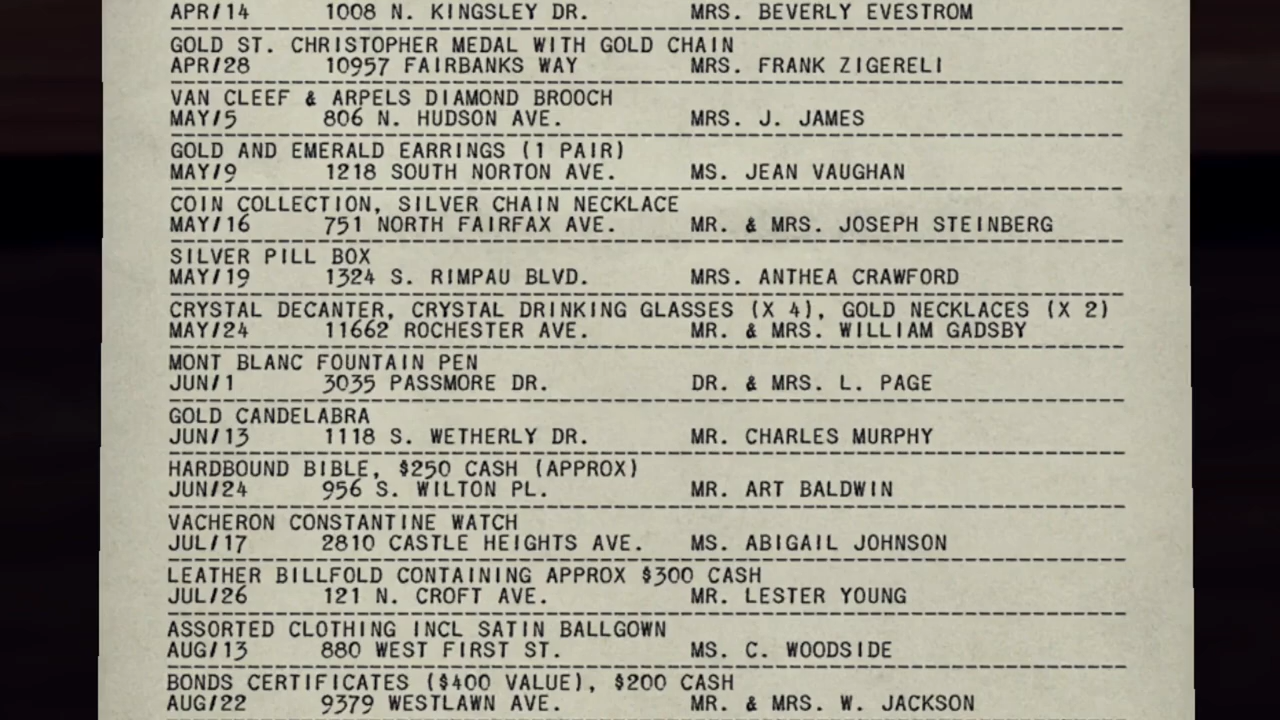 APR/14 1008 N. KINGSLEY DR. MRS. BEVERLY EVESTROM
GOLD ST. CHRISTOPHER MEDAL WITH GOLD CHAIN
APR/28 10957 FAIRBANKS WAY MRS. FRANK ZIGERELI
VAN CLEEF & ARPELS DIAMOND BROOCH
MAY/5 806 N. HUDSON AVE. MRS. J. JAMES
GOLD AND EMERALD EARRINGS (1 PAIR)
MAY/9 1218 SOUTH NORTON AVE. MS. JEAN VAUGHAN
COIN COLLECTION, SILVER CHAIN NECKLACE
MAY/16 751 NORTH FAIRFAX AVE. MR. & MRS. JOSEPH STEINBERG
SILVER PILL BOX
MAY/19 1324 S. RIMPAU BLVD. MRS. ANTHEA CRAWFORD
CRYSTAL DECANTER, CRYSTAL DRINKING GLASSES (X 4), GOLD NECKLACES (X 2)
MAY/24 11662 ROCHESTER AVE. MR. & MRS. WILLIAM GADSBY
MONT BLANC FOUNTAIN PEN
JUN/1 3035 PASSMORE DR. DR. & MRS. L. PAGE
GOLD CANDELABRA
JUN/13 1118 S. WETHERLY DR. MR. CHARLES MURPHY
HARDBOUND BIBLE, $250 CASH (APPROX)
JUN/24 956 S. WILTON PL. MR. ART BALDWIN
VACHERON CONSTANTINE WATCH
JUL/17 2810 CASTLE HEIGHTS AVE. MS. ABIGAIL JOHNSON
LEATHER BILLFOLD CONTAINING APPROX $300 CASH
JUL/26 121 N. CROFT AVE. MR. LESTER YOUNG
ASSORTED CLOTHING INCL SATIN BALLGOWN
AUG/13 880 WEST FIRST ST. MS. C. WOODSIDE
BONDS CERTIFICATES ($400 VALUE), $200 CASH
AUG/22 9379 WESTLAWN AVE. MR. & MRS. W. JACKSON